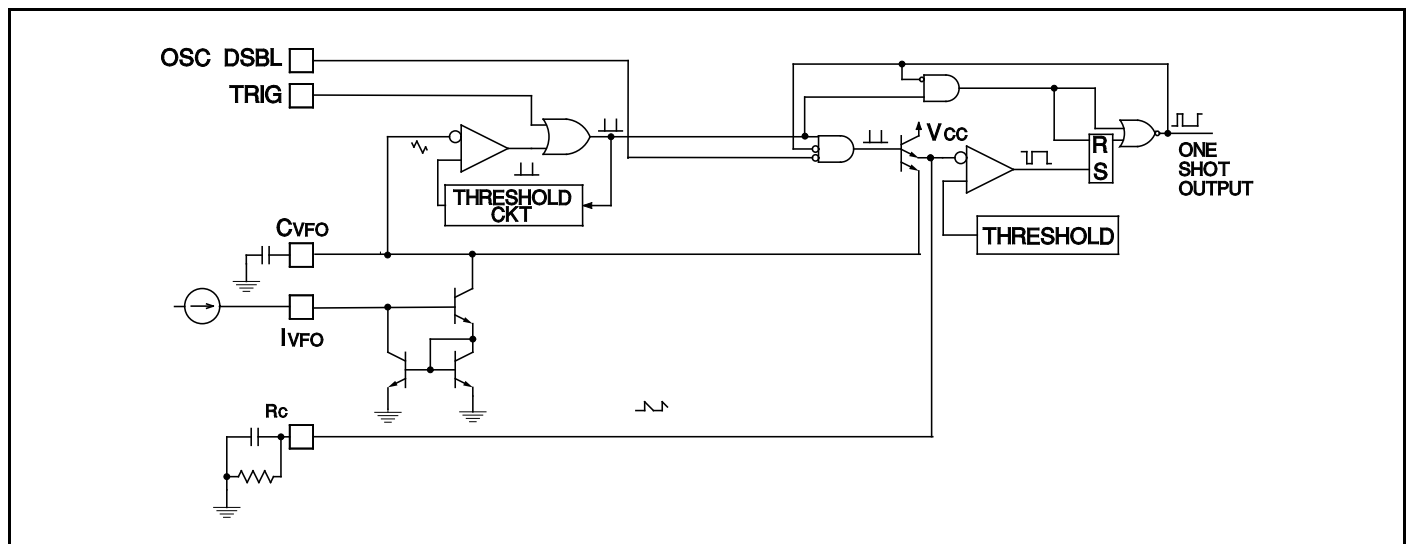 OSC DSBL
TRIG
THRESHOLD
CKT
CVFO
IVFO
RC
VCC
R
S
THRESHOLD
ONE
SHOT
OUTPUT